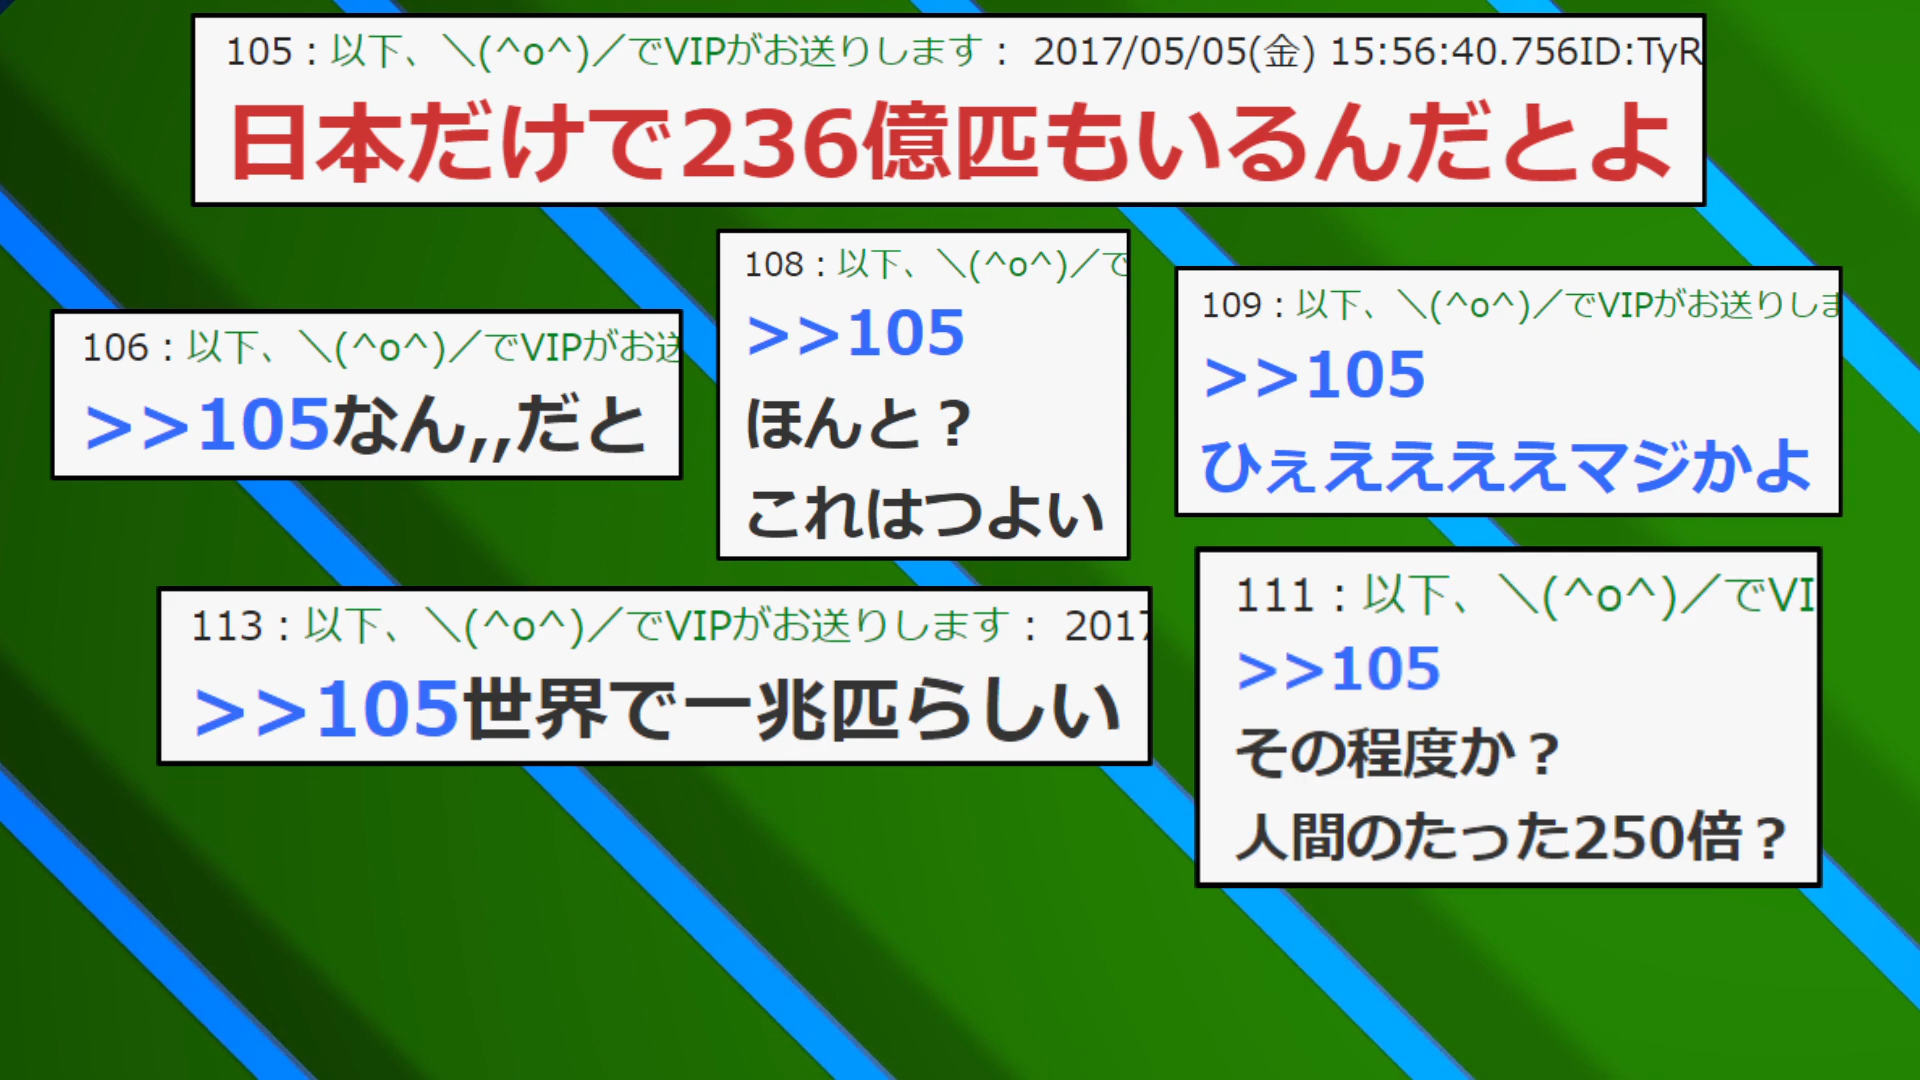 105：以下、＼(^o^)／でVIPがお送りします： 2017/05/05(金) 15:56:40.756ID:TyR
日本だけで236億匹もいるんだとよ
106：以下、＼(^o^)／でVIPがお送
>>105なん,,だと
108：以下、＼(^o^)／で
>>105
ほんと？
これはつよい
109：以下、＼(^o^)／でVIPがお送りしま
>>105
ひぇええええマジかよ
113：以下、＼(^o^)／でVIPがお送りします： 2017
>>105世界で一兆匹らしい
111：以下、＼(^o^)／でVI
>>105
その程度か？
人間のたった250倍？